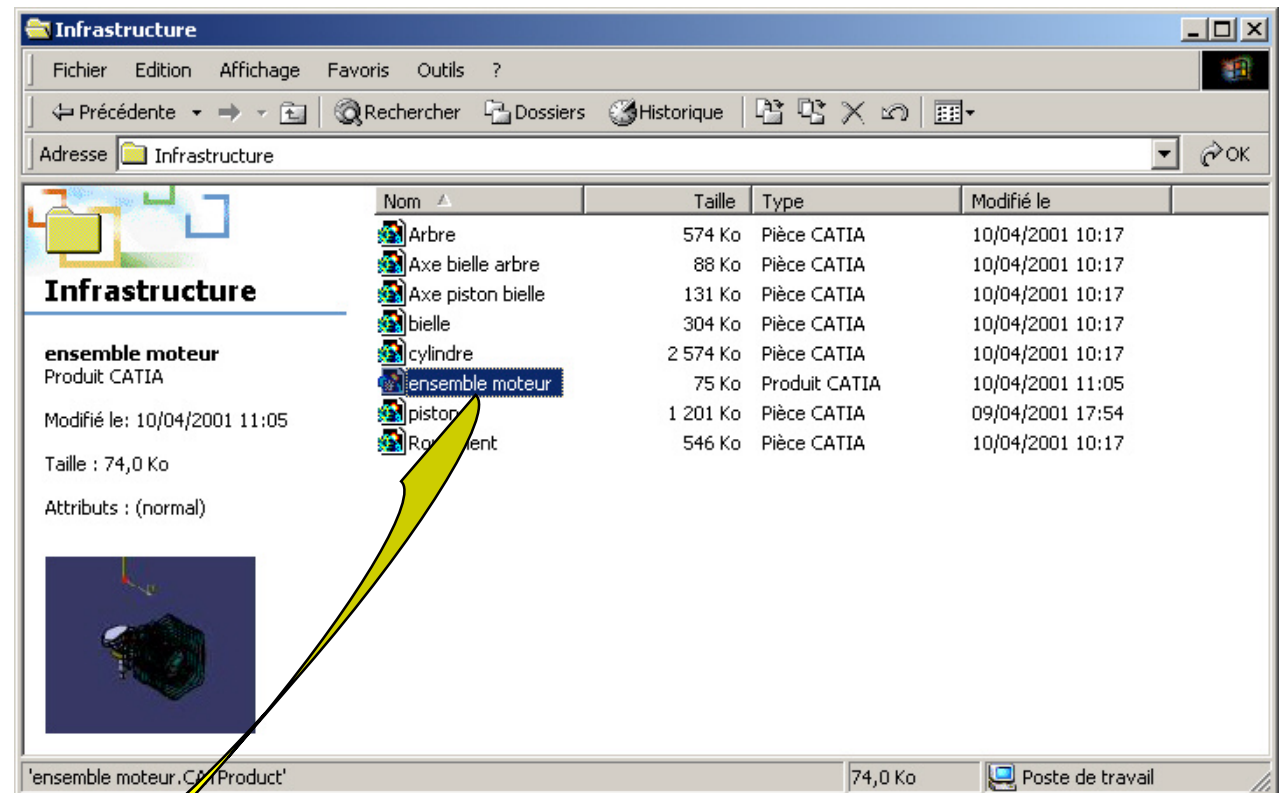 Infrastructure
Fichier Edition Affichage Favoris Outils ?
Précédente Rechercher Dossiers Historique
Adresse Infrastructure OK
Nom Taille Type Modifié le
Arbre 574 Ko Pièce CATIA 10/04/2001 10:17
Axe bielle arbre 88 Ko Pièce CATIA 10/04/2001 10:17
Axe piston bielle 131 Ko Pièce CATIA 10/04/2001 10:17
bielle 304 Ko Pièce CATIA 10/04/2001 10:17
cylindre 2 574 Ko Pièce CATIA 10/04/2001 10:17
ensemble moteur 75 Ko Produit CATIA 10/04/2001 11:05
piston 1 201 Ko Pièce CATIA 09/04/2001 17:54
546 Ko Pièce CATIA 10/04/2001 10:17
Infrastructure
ensemble moteur
Produit CATIA
Modifié le: 10/04/2001 11:05
Taille : 74,0 Ko
Attributs : (normal)
'ensemble moteur.CATProduct' 74,0 Ko Poste de travail